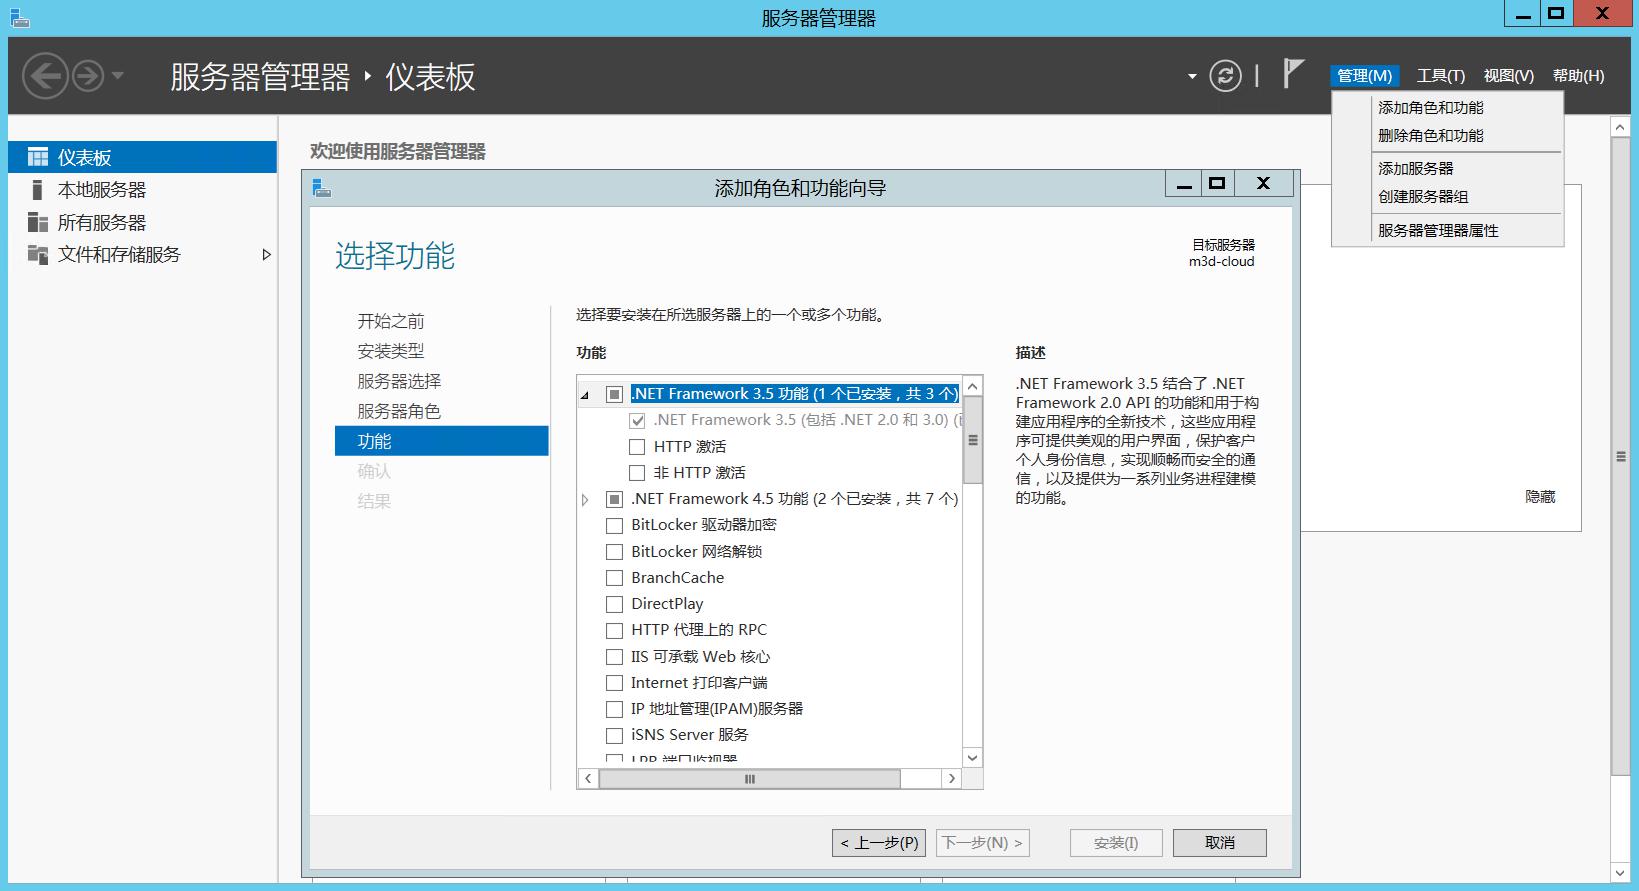 服务器管理器
服务器管理器 ‣ 仪表板
管理(M) 工具(T) 视图(V) 帮助(H)
添加角色和功能
删除角色和功能
添加服务器
创建服务器组
服务器管理器属性
仪表板
本地服务器
所有服务器
文件和存储服务
欢迎使用服务器管理器
添加角色和功能向导
选择功能
目标服务器
m3d-cloud
开始之前
安装类型
服务器选择
服务器角色
功能
确认
结果
选择要安装在所选服务器上的一个或多个功能。
功能
.NET Framework 3.5 功能 (1 个已安装，共 3 个)
.NET Framework 3.5 (包括 .NET 2.0 和 3.0) (
HTTP 激活
非 HTTP 激活
.NET Framework 4.5 功能 (2 个已安装，共 7 个)
BitLocker 驱动器加密
BitLocker 网络解锁
BranchCache
DirectPlay
HTTP 代理上的 RPC
IIS 可承载 Web 核心
Internet 打印客户端
IP 地址管理(IPAM)服务器
iSNS Server 服务
LPR 端口监视器
描述
.NET Framework 3.5 结合了 .NET
Framework 2.0 API 的功能和用于构
建应用程序的全新技术，这些应用程
序可提供美观的用户界面，保护客户
个人身份信息，实现顺畅而安全的通
信，以及提供为一系列业务进程建模
的功能。
隐藏
< 上一步(P) 下一步(N) > 安装(I) 取消